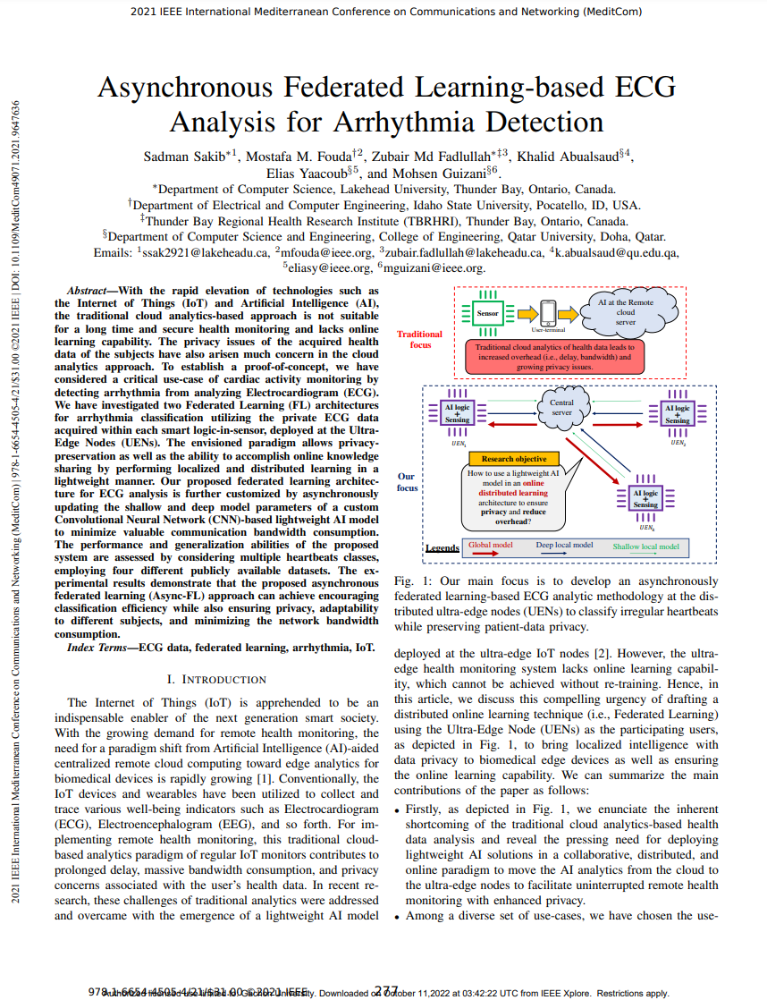 2021 IEEE International Mediterranean Conference on Communications and Networking (MeditCom)
Asynchronous Federated Learning-based ECG
Analysis for Arrhythmia Detection
Sadman Sakib*1, Mostafa M. Fouda†2, Zubair Md Fadlullah*‡3, Khalid Abualsaud§4,
Elias Yaacoub§5, and Mohsen Guizani§6.
*Department of Computer Science, Lakehead University, Thunder Bay, Ontario, Canada.
†Department of Electrical and Computer Engineering, Idaho State University, Pocatello, ID, USA.
‡Thunder Bay Regional Health Research Institute (TBRHRI), Thunder Bay, Ontario, Canada.
§Department of Computer Science and Engineering, College of Engineering, Qatar University, Doha, Qatar.
Emails: 1ssak2921@lakeheadu.ca, 2mfouda@ieee.org, 3zubair.fadlullah@lakeheadu.ca, 4k.abualsaud@qu.edu.qa,
5eliasy@ieee.org, 6mguizani@ieee.org.
Abstract—With the rapid elevation of technologies such as
the Internet of Things (IoT) and Artificial Intelligence (AI),
the traditional cloud analytics-based approach is not suitable
for a long time and secure health monitoring and lacks online
learning capability. The privacy issues of the acquired health
data of the subjects have also arisen much concern in the cloud
analytics approach. To establish a proof-of-concept, we have
considered a critical use-case of cardiac activity monitoring by
detecting arrhythmia from analyzing Electrocardiogram (ECG).
We have investigated two Federated Learning (FL) architectures
for arrhythmia classification utilizing the private ECG data
acquired within each smart logic-in-sensor, deployed at the Ultra-
Edge Nodes (UENs). The envisioned paradigm allows privacy-
preservation as well as the ability to accomplish online knowledge
sharing by performing localized and distributed learning in a
lightweight manner. Our proposed federated learning architec-
ture for ECG analysis is further customized by asynchronously
updating the shallow and deep model parameters of a custom
Convolutional Neural Network (CNN)-based lightweight AI model
to minimize valuable communication bandwidth consumption.
The performance and generalization abilities of the proposed
system are assessed by considering multiple heartbeats classes,
employing four different publicly available datasets. The ex-
perimental results demonstrate that the proposed asynchronous
federated learning (Async-FL) approach can achieve encouraging
classification efficiency while also ensuring privacy, adaptability
to different subjects, and minimizing the network bandwidth
consumption.
Index Terms—ECG data, federated learning, arrhythmia, IoT.
I. INTRODUCTION
The Internet of Things (IoT) is apprehended to be an
indispensable enabler of the next generation smart society.
With the growing demand for remote health monitoring, the
need for a paradigm shift from Artificial Intelligence (AI)-aided
centralized remote cloud computing toward edge analytics for
biomedical devices is rapidly growing [1]. Conventionally, the
IoT devices and wearables have been utilized to collect and
trace various well-being indicators such as Electrocardiogram
(ECG), Electroencephalogram (EEG), and so forth. For im-
plementing remote health monitoring, this traditional cloud-
based analytics paradigm of regular IoT monitors contributes to
prolonged delay, massive bandwidth consumption, and privacy
concerns associated with the user's health data. In recent re-
search, these challenges of traditional analytics were addressed
and overcame with the emergence of a lightweight AI model
Traditional
focus
Sensor
User-terminal
AI at the Remote
cloud
server
Traditional cloud analytics of health data leads to
increased overhead (i.e., delay, bandwidth) and
growing privacy issues.
Our
focus
AI logic
+
Sensing
UEN1
Central
server
AI logic
+
Sensing
UEN2
Research objective
How to use a lightweight AI
model in an online
distributed learning
architecture to ensure
privacy and reduce
overhead?
AI logic
+
Sensing
UENk
Legends
Global model
Deep local model
Shallow local model
Fig. 1: Our main focus is to develop an asynchronously
federated learning-based ECG analytic methodology at the dis-
tributed ultra-edge nodes (UENs) to classify irregular heartbeats
while preserving patient-data privacy.
deployed at the ultra-edge IoT nodes [2]. However, the ultra-
edge health monitoring system lacks online learning capabil-
ity, which cannot be achieved without re-training. Hence, in
this article, we discuss this compelling urgency of drafting a
distributed online learning technique (i.e., Federated Learning)
using the Ultra-Edge Node (UENs) as the participating users,
as depicted in Fig. 1, to bring localized intelligence with
data privacy to biomedical edge devices as well as ensuring
the online learning capability. We can summarize the main
contributions of the paper as follows:
• Firstly, as depicted in Fig. 1, we enunciate the inherent
shortcoming of the traditional cloud analytics-based health
data analysis and reveal the pressing need for deploying
lightweight AI solutions in a collaborative, distributed, and
online paradigm to move the AI analytics from the cloud to
the ultra-edge nodes to facilitate uninterrupted remote health
monitoring with enhanced privacy.
• Among a diverse set of use-cases, we have chosen the use-
2021 IEEE International Mediterranean Conference on Communications and Networking (MeditCom) | 978-1-6654-4505-4/21/$31.00 ©2021 IEEE | DOI: 10.1109/MeditCom49071.2021.9647636
978-1-6654-4505-4/21/$31.00 ©2021 IEEE
277
Authorized licensed use limited to: Gachon University. Downloaded on October 11,2022 at 03:42:22 UTC from IEEE Xplore. Restrictions apply.